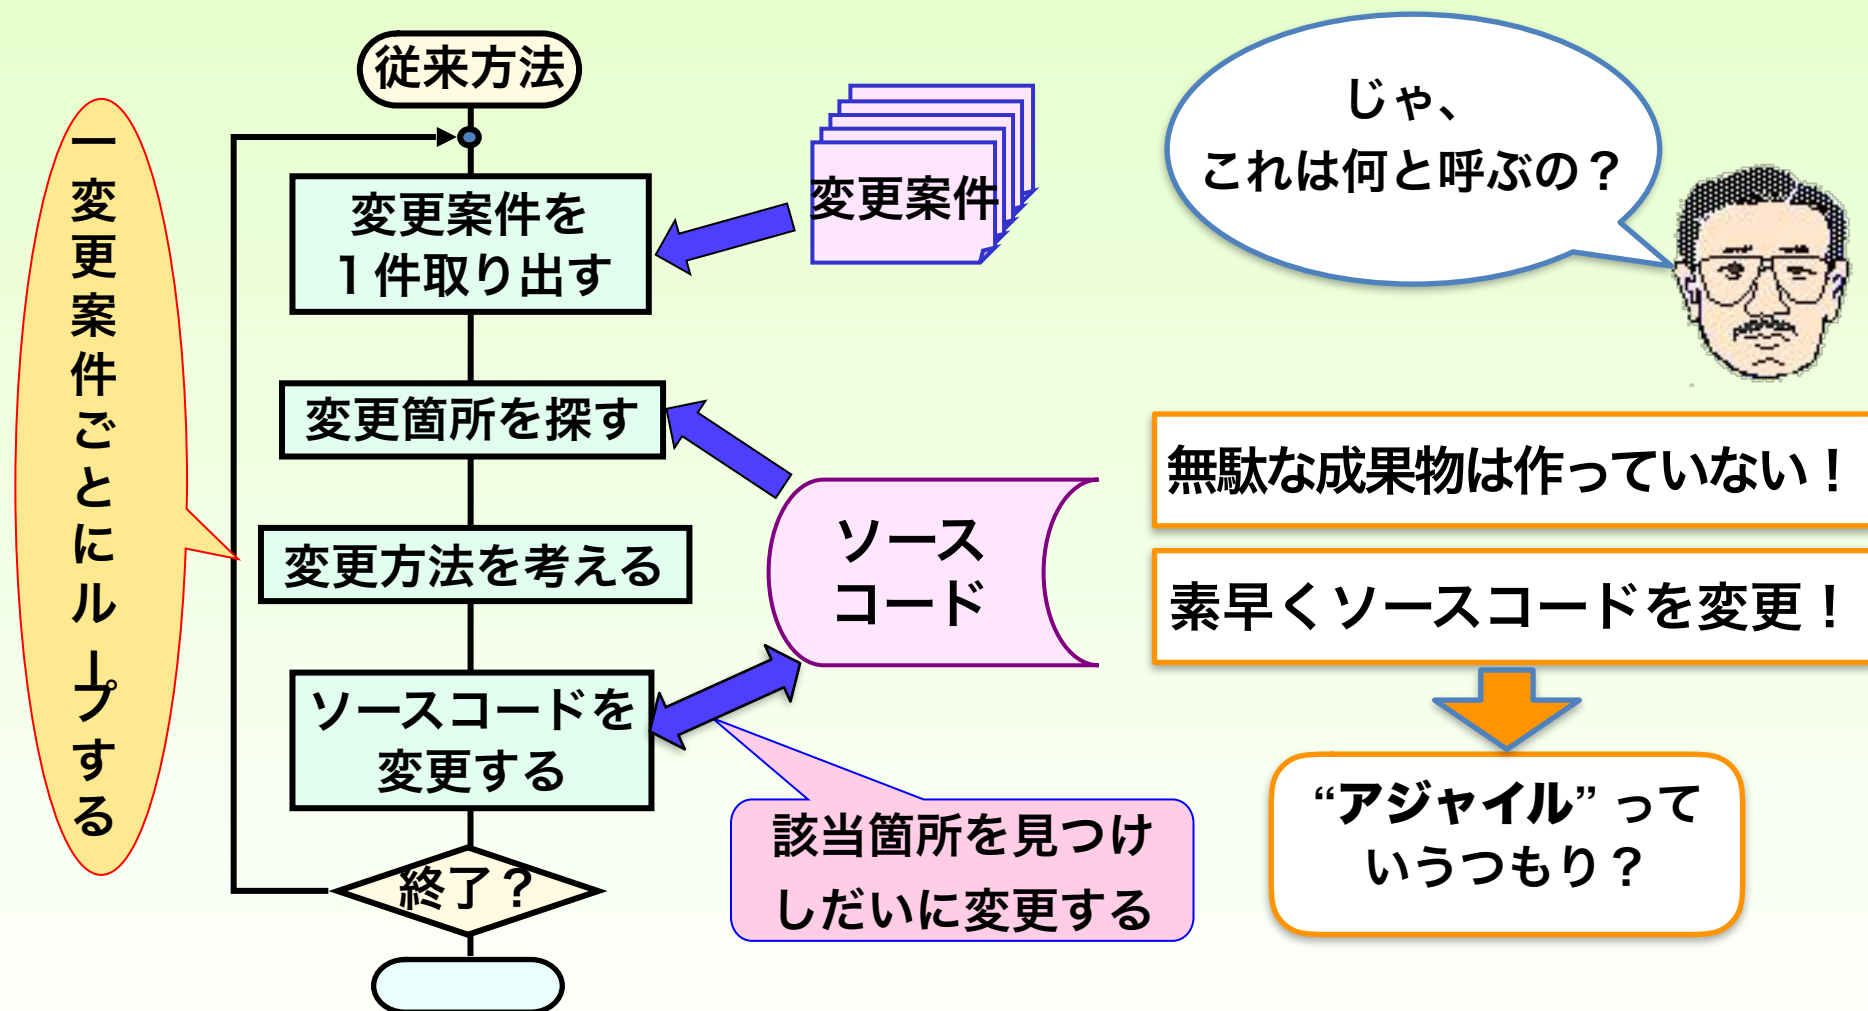 従来方法
一変更案件ごとにループする
変更案件を
１件取り出す
変更案件
変更箇所を探す
変更方法を考える
ソース
コード
ソースコードを
変更する
該当箇所を見つけ
しだいに変更する
終了？
じゃ、
これは何と呼ぶの？
無駄な成果物は作っていない！
素早くソースコードを変更！
“アジャイル” って
いうつもり？